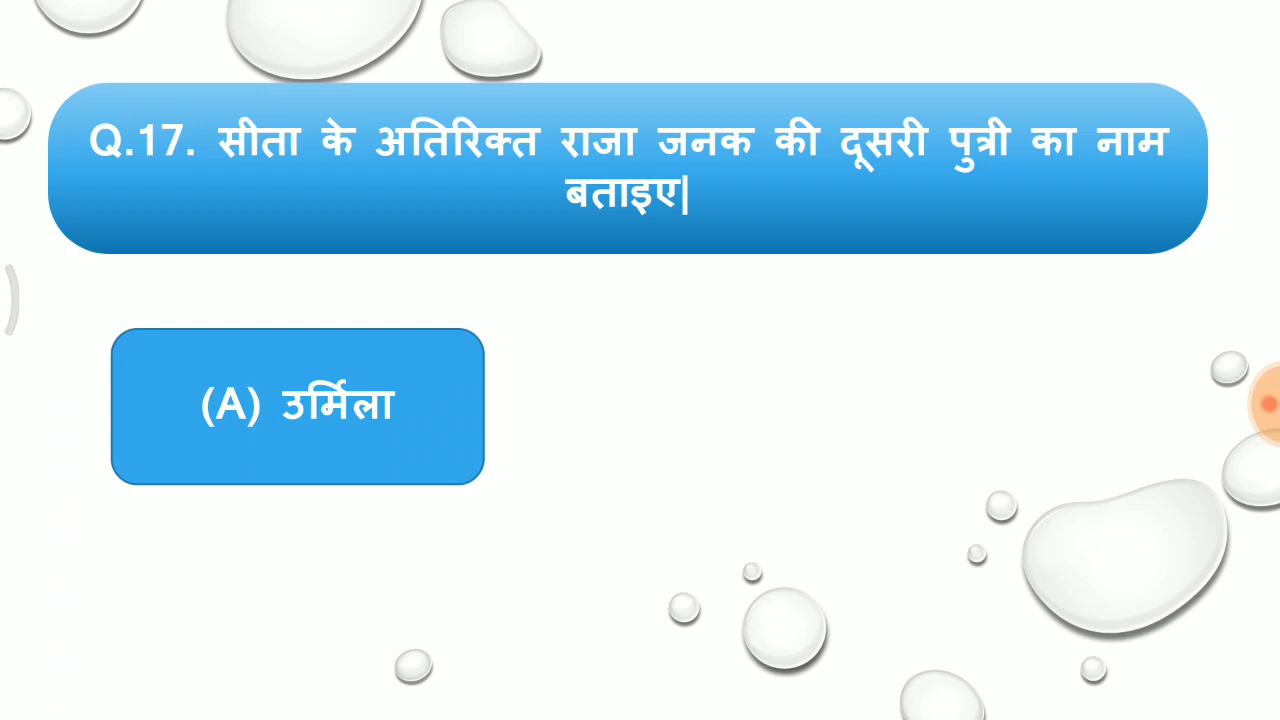 Q.17. सीता के अतिरिक्त राजा जनक की दूसरी पुत्री का नाम
बताइए|
(A) उर्मिला